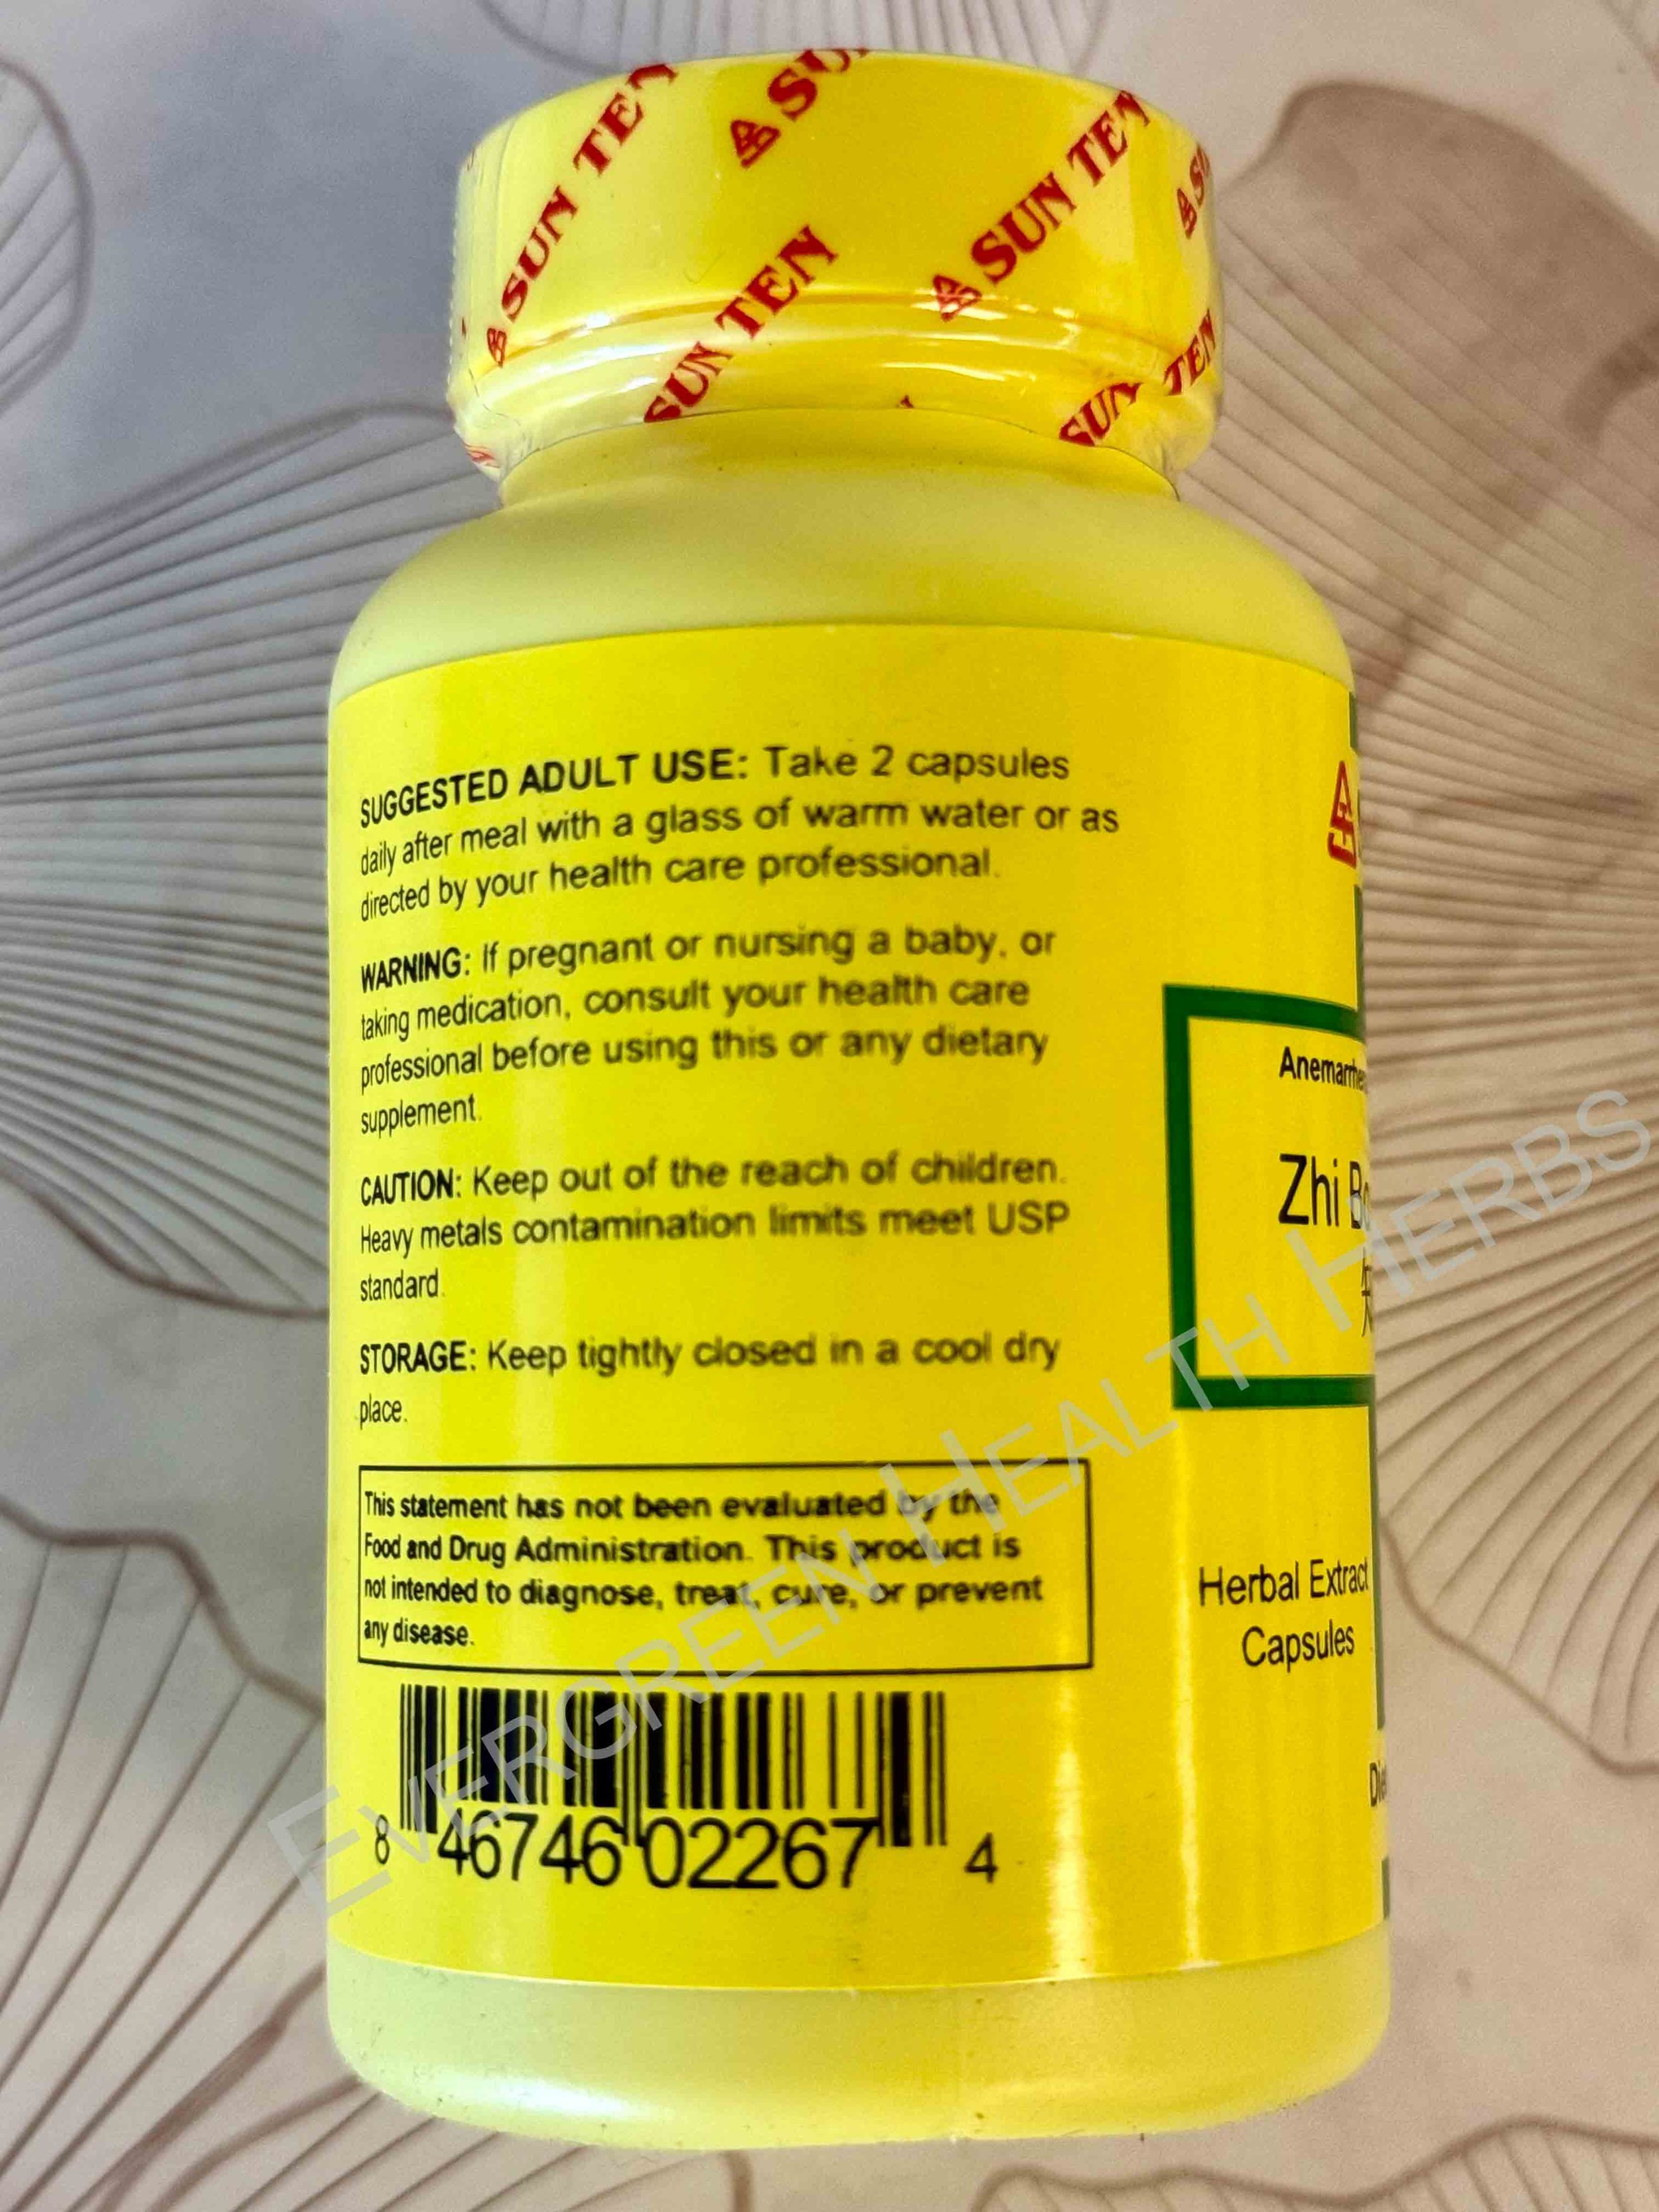 SUN TEN
SUN TEN
SUN TEN
SUN
TEN
SUGGESTED ADULT USE: Take 2 capsules
daily after meal with a glass of warm water or as
directed by your health care professional.
WARNING: If pregnant or nursing a baby, or
taking medication, consult your health care
professional before using this or any dietary
supplement.
CAUTION: Keep out of the reach of children.
Heavy metals contamination limits meet USP
standard.
STORAGE: Keep tightly closed in a cool dry
place.
This statement has not been evaluated by the
Food and Drug Administration. This product is
not intended to diagnose, treat, cure, or prevent
any disease.
8 46746 02267 4
Zhi
Herbal Extract
Capsules
EVERGREEN HEALTH HERBS